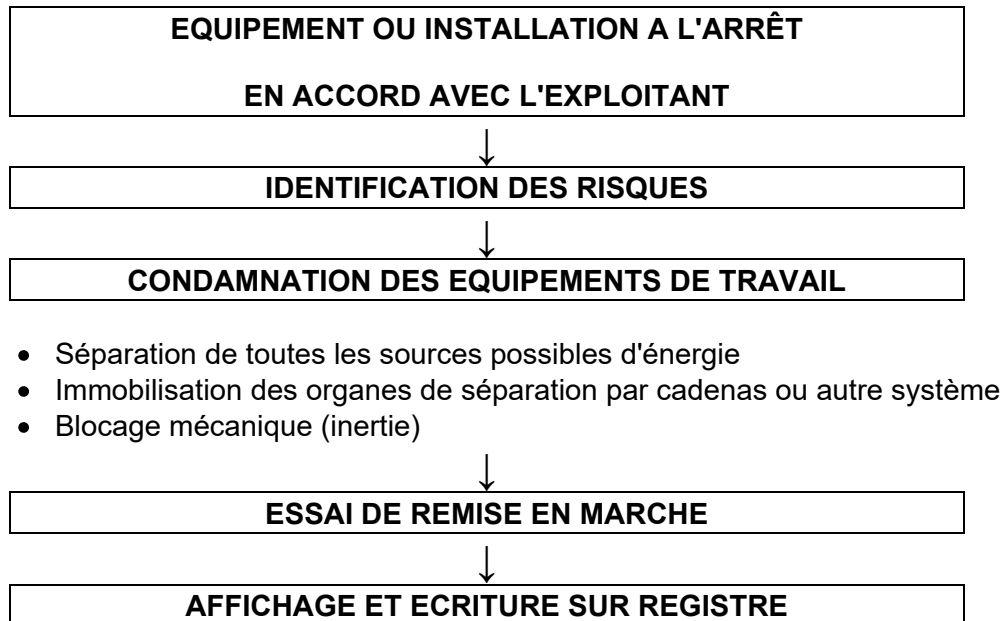 EQUIPEMENT OU INSTALLATION A L'ARRÊT
EN ACCORD AVEC L'EXPLOITANT
↓
IDENTIFICATION DES RISQUES
↓
CONDAMNATION DES EQUIPEMENTS DE TRAVAIL
• Séparation de toutes les sources possibles d'énergie
• Immobilisation des organes de séparation par cadenas ou autre système
• Blocage mécanique (inertie)
↓
ESSAI DE REMISE EN MARCHE
↓
AFFICHAGE ET ECRITURE SUR REGISTRE